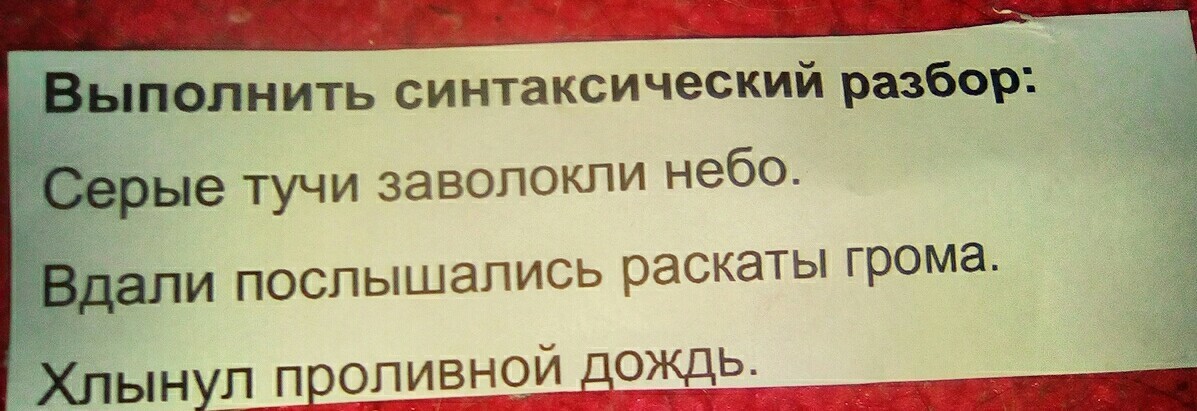 Выполнить синтаксический разбор:
Серые тучи заволокли небо.
Вдали послышались раскаты грома.
Хлынул проливной дождь.